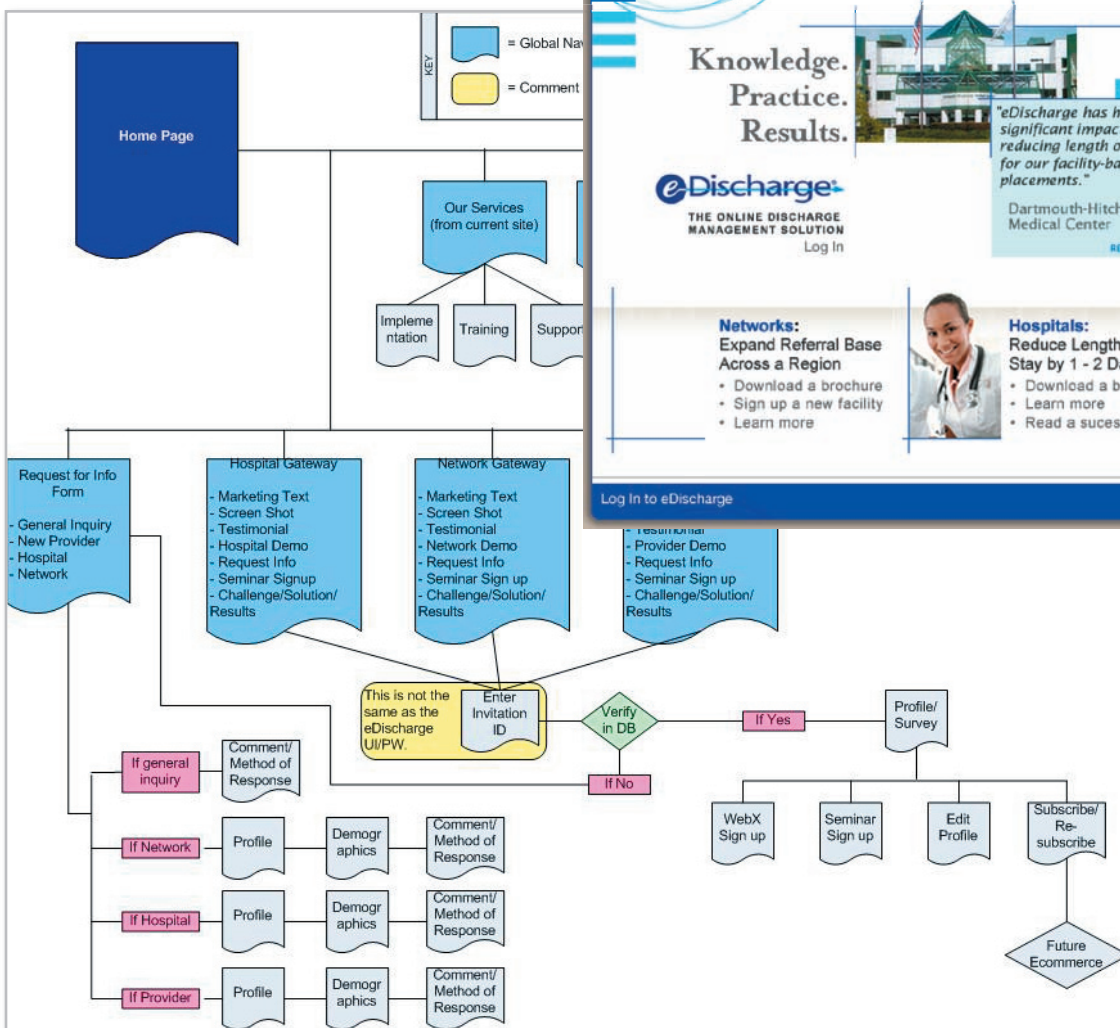 KEY
= Global Nav
= Comment
Home Page
Our Services
(from current site)
Impleme
ntation
Training
Support
Knowledge.
Practice.
Results.
eDischarge
THE ONLINE DISCHARGE
MANAGEMENT SOLUTION
Log In
"eDischarge has h
significant impac
reducing length o
for our facility-ba
placements."
Dartmouth-Hitch
Medical Center
Networks:
Expand Referral Base
Across a Region
• Download a brochure
• Sign up a new facility
• Learn more
Hospitals:
Reduce Length
Stay by 1 - 2 Da
• Download a b
• Learn more
• Read a suces
Log In to eDischarge
Request for Info
Form
- General Inquiry
- New Provider
- Hospital
- Network
Hospital Gateway
- Marketing Text
- Screen Shot
- Testimonial
- Hospital Demo
- Request Info
- Seminar Signup
- Challenge/Solution/
Results
Network Gateway
- Marketing Text
- Screen Shot
- Testimonial
- Network Demo
- Request Info
- Seminar Sign up
- Challenge/Solution/
Results
- Testimonial
- Provider Demo
- Request Info
- Seminar Sign up
- Challenge/Solution/
Results
This is not the
same as the
eDischarge
UI/PW.
Enter
Invitation
ID
Verify
in DB
If Yes
If No
Profile/
Survey
WebX
Sign up
Seminar
Sign up
Edit
Profile
Subscribe/
Re-
subscribe
Future
Ecommerce
If general
inquiry
Comment/
Method of
Response
If Network
Profile
Demogr
aphics
Comment/
Method of
Response
If Hospital
Profile
Demogr
aphics
Comment/
Method of
Response
If Provider
Profile
Demogr
aphics
Comment/
Method of
Response